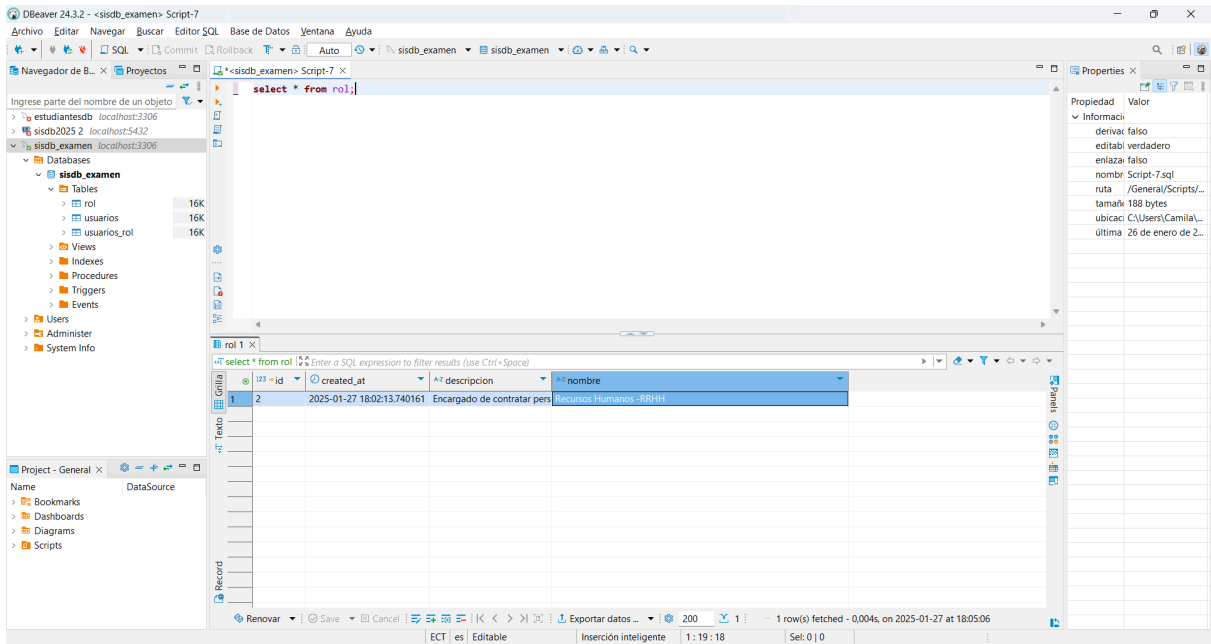 DBeaver 24.3.2 - <sisdb_examen> Script-7
Archivo Editar Navegar Buscar Editor SQL Base de Datos Ventana Ayuda
SQL Commit Rollback Auto sisdb_examen sisdb_examen
Navegador de B... Proyectos
*<sisdb_examen> Script-7
Properties
select * from rol;
Ingrese parte del nombre de un objeto
estudiantesdb localhost:3306
sisdb2025 2 localhost:5432
sisdb_examen localhost:3306
Databases
sisdb_examen
Tables
rol 16K
usuarios 16K
usuarios_rol 16K
Views
Indexes
Procedures
Triggers
Events
Users
Administer
System Info
Propiedad Valor
Informaci
derivac falso
editabl verdadero
enlaza falso
nombr Script-7.sql
ruta /General/Scripts/...
tamañ 188 bytes
ubicaci C:\Users\Camila\...
última 26 de enero de 2...
rol 1
select * from rol Enter a SQL expression to filter results (use Ctrl+Space)
Grilla
Texto
Record
Panels
123 id created_at A-Z descripcion A-Z nombre
1 2 2025-01-27 18:02:13.740161 Encargado de contratar pers Recursos Humanos -RRHH
Project - General
Name DataSource
Bookmarks
Dashboards
Diagrams
Scripts
Renovar Save Cancel Exportar datos ... 200 1 1 row(s) fetched - 0,004s, on 2025-01-27 at 18:05:06
ECT es Editable Inserción inteligente 1 : 19 : 18 Sel: 0 | 0